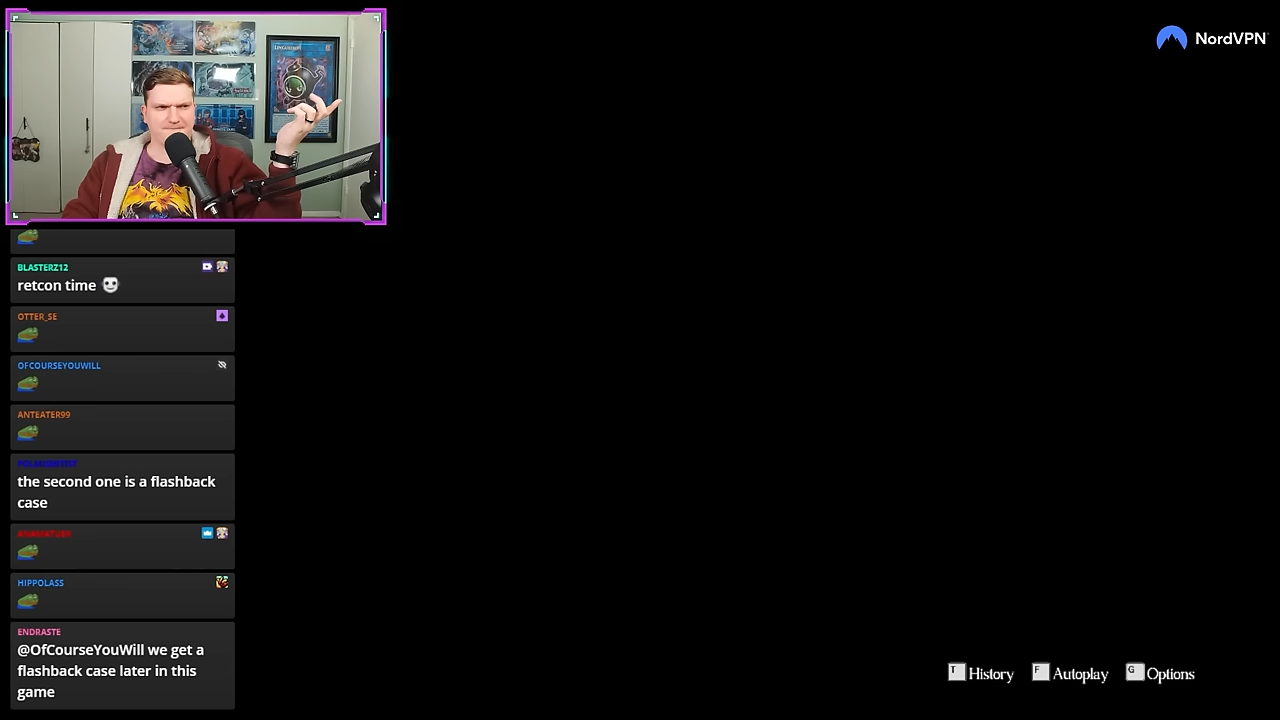 NordVPN
LINGURIBOH
BLASTERZ12
retcon time
OTTER_SE
OFCOURSEYOUWILL
ANTEATER99
the second one is a flashback
case
HIPPOLASS
ENDRASTE
@OfCourseYouWill we get a
flashback case later in this
game
T History F Autoplay G Options